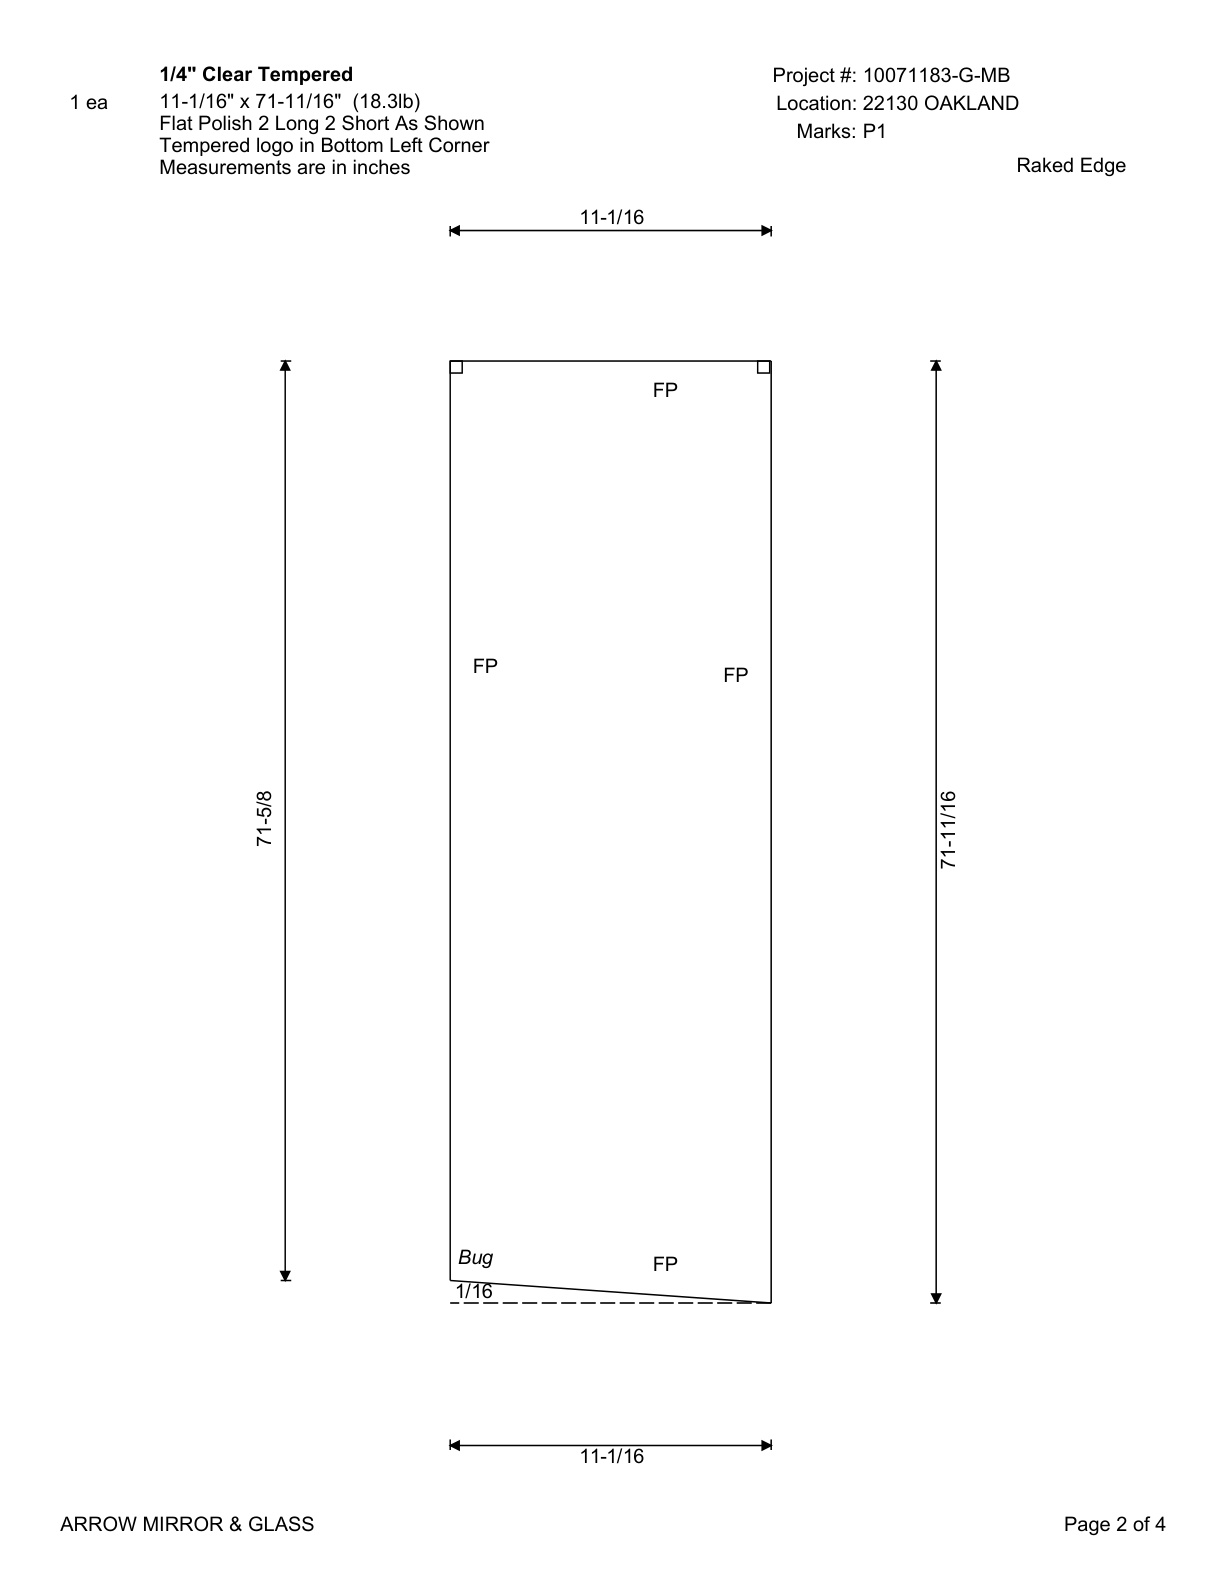 1/4" Clear Tempered
1 ea
11-1/16" x 71-11/16" (18.3lb)
Flat Polish 2 Long 2 Short As Shown
Tempered logo in Bottom Left Corner
Measurements are in inches
Project #: 10071183-G-MB
Location: 22130 OAKLAND
Marks: P1
Raked Edge
11-1/16
FP
FP
FP
71-5/8
71-11/16
Bug
FP
1/16
11-1/16
ARROW MIRROR & GLASS
Page 2 of 4